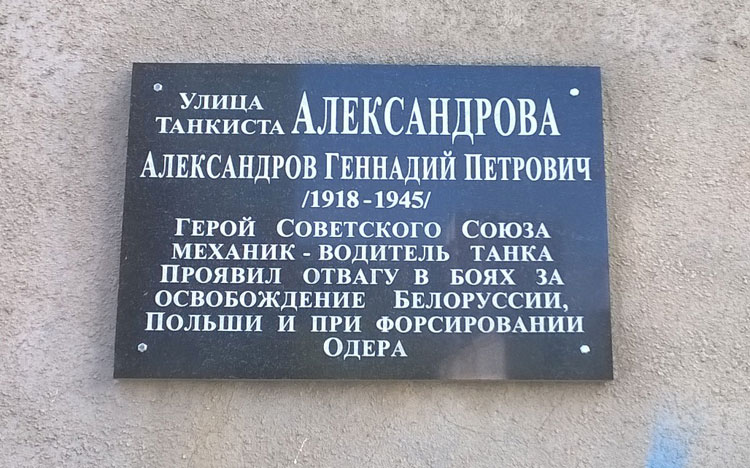 Улица
Танкиста Александрова
Александров Геннадий Петрович
/1918-1945/
Герой Советского Союза
механик - водитель танка
Проявил отвагу в боях за
освобождение Белоруссии,
Польши и при форсировании
Одера